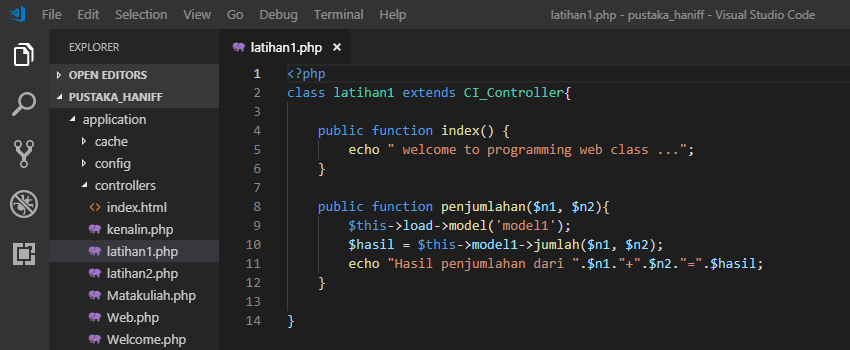 File Edit View Go Debug Terminal Help latihan1.php - pustaka_haniff - Visual Studio Code
EXPLORER
OPEN EDITORS
PUSTAKA_HANIFF
application
cache
config
controllers
<> index.html
kenalin.php
latihan1.php
latihan2.php
Matakuliah.php
Web.php
Welcome.php
latihan1.php ×
1 <?php
2 class latihan1 extends CI_Controller{
3
4 public function index() {
5 echo " welcome to programming web class ...";
6 }
7
8 public function penjumlahan($n1, $n2){
9 $this->load->model('model1');
10 $hasil = $this->model1->jumlah($n1, $n2);
11 echo "Hasil penjumlahan dari ".$n1."+".$n2."=".$hasil;
12 }
13
14 }